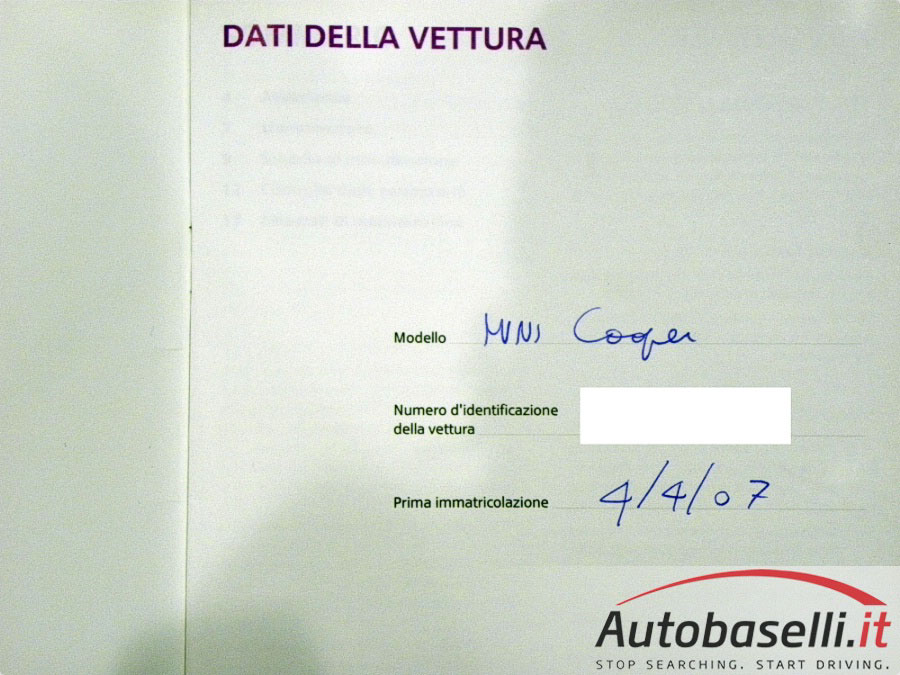 DATI DELLA VETTURA
Modello MINI Cooper
Numero d'identificazione
della vettura
Prima immatricolazione 4/4/07
Autobaselli.it
STOP SEARCHING. START DRIVING.